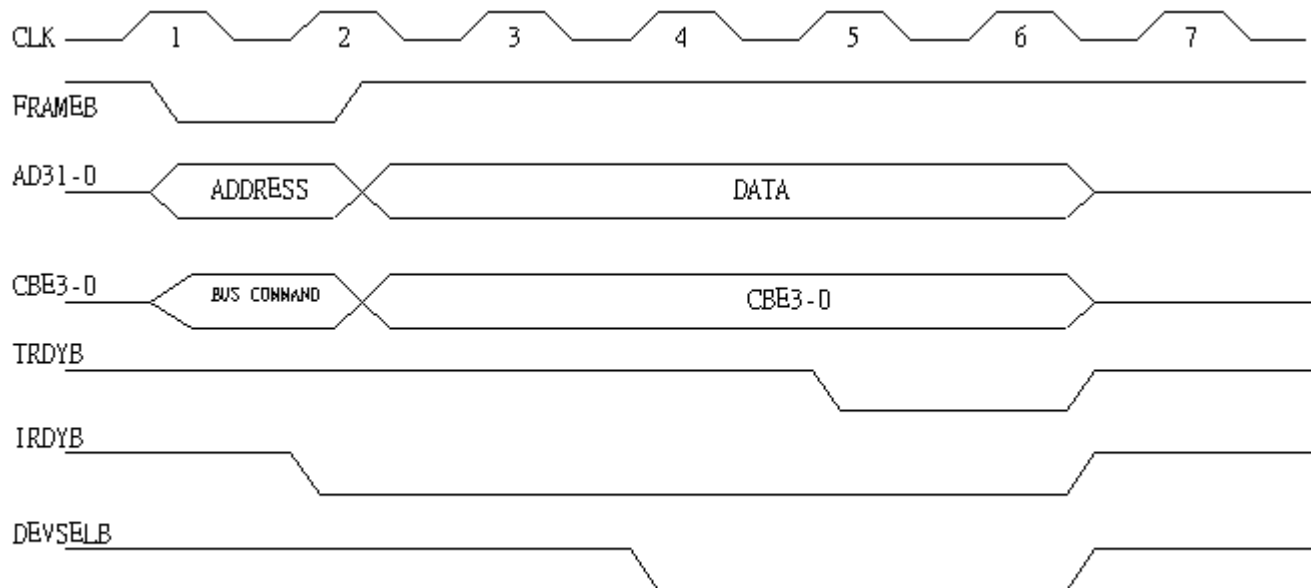 CLK 1 2 3 4 5 6 7
FRAMEB
AD31-0 ADDRESS DATA
CBE3-0 BUS COMMAND CBE3-0
TRDYB
IRDYB
DEVSELB